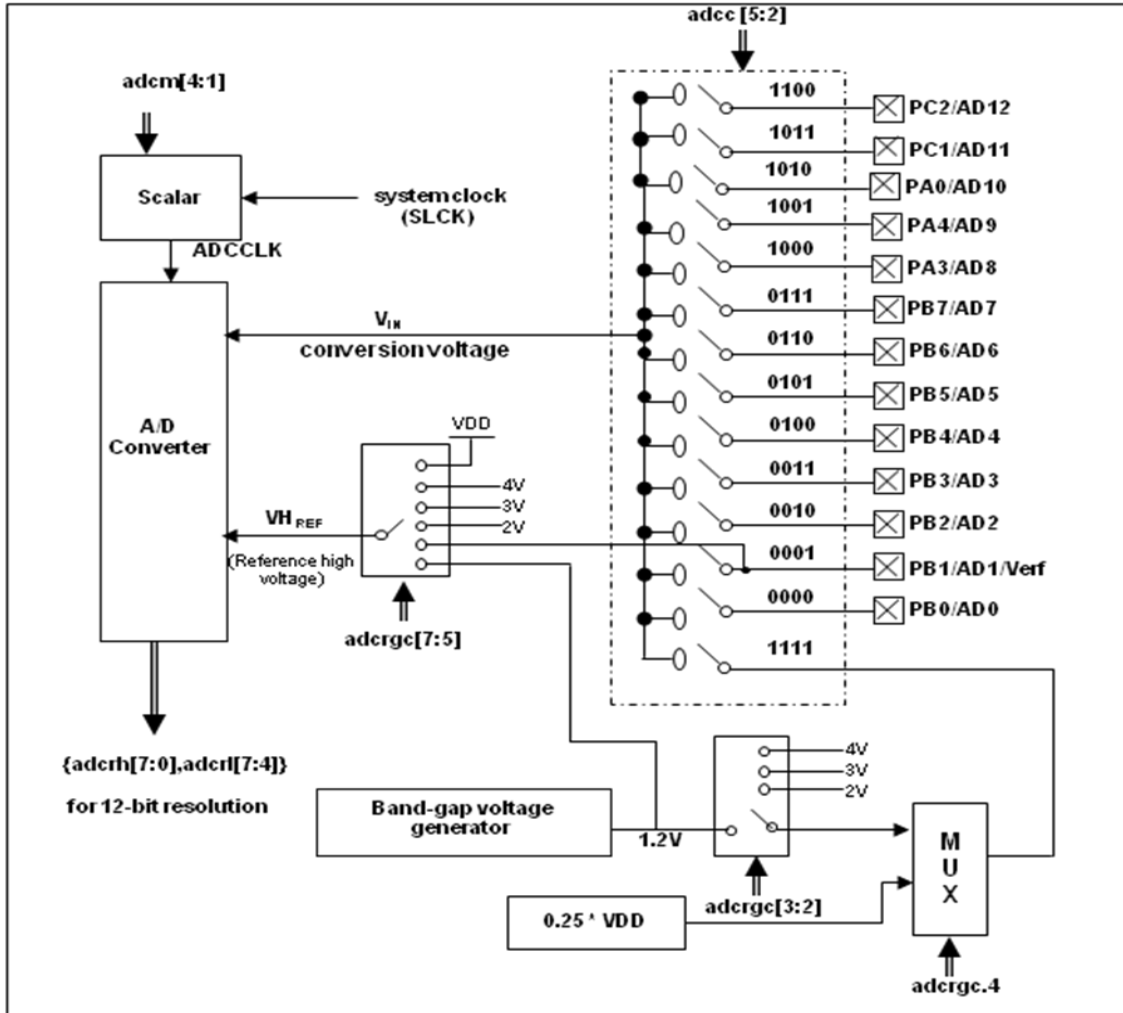 adcc [5:2]
adcm[4:1]
Scalar
system clock
(SLCK)
ADCCLK
1100
PC2/AD12
1011
PC1/AD11
1010
PA0/AD10
1001
PA4/AD9
1000
PA3/AD8
0111
PB7/AD7
0110
PB6/AD6
0101
PB5/AD5
0100
PB4/AD4
0011
PB3/AD3
0010
PB2/AD2
0001
PB1/AD1/Verf
0000
PB0/AD0
1111
VIN
conversion voltage
A/D
Converter
VDD
4V
3V
2V
VH REF
(Reference high
voltage)
adcrgc[7:5]
{adcrh[7:0],adcrl[7:4]}
for 12-bit resolution
Band-gap voltage
generator
1.2V
4V
3V
2V
adcrgc[3:2]
0.25 * VDD
M
U
X
adcrgc.4